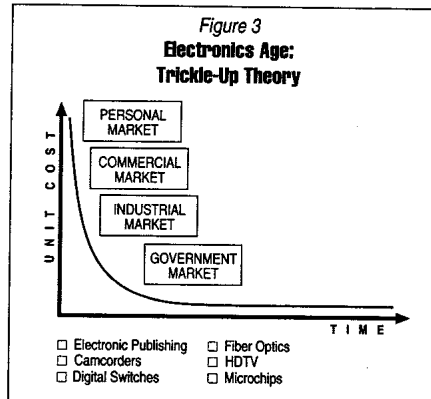 Figure 3
Electronics Age:
Trickle-Up Theory
PERSONAL
MARKET
COMMERCIAL
MARKET
INDUSTRIAL
MARKET
GOVERNMENT
MARKET
UNIT COST
TIME
□ Electronic Publishing
□ Camcorders
□ Digital Switches
□ Fiber Optics
□ HDTV
□ Microchips